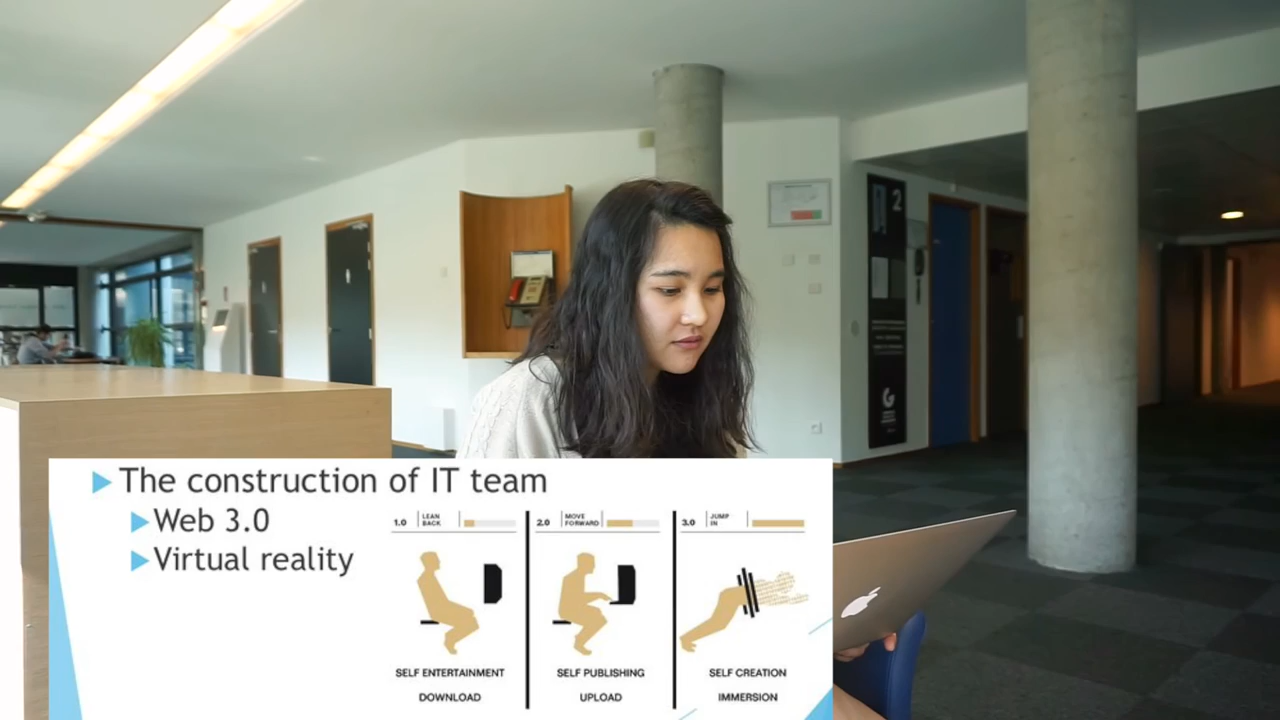 2
The construction of IT team
Web 3.0
Virtual reality
1.0 LEAN BACK
2.0 MOVE FORWARD
3.0 JUMP IN
SELF ENTERTAINMENT
DOWNLOAD
SELF PUBLISHING
UPLOAD
SELF CREATION
IMMERSION